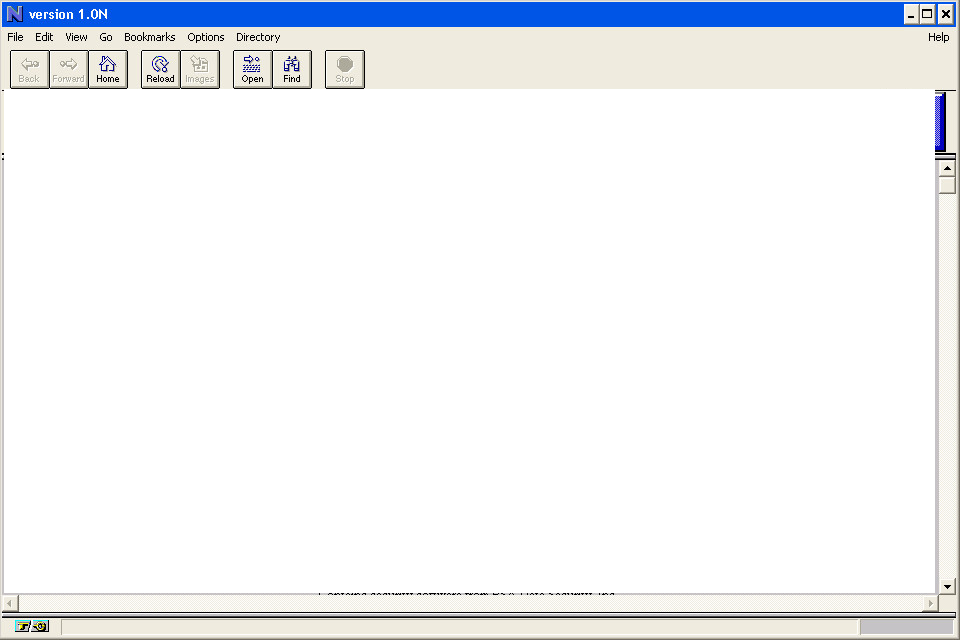 version 1.0N
File Edit View Go Bookmarks Options Directory Help
Back Forward Home Reload Images Open Find Stop